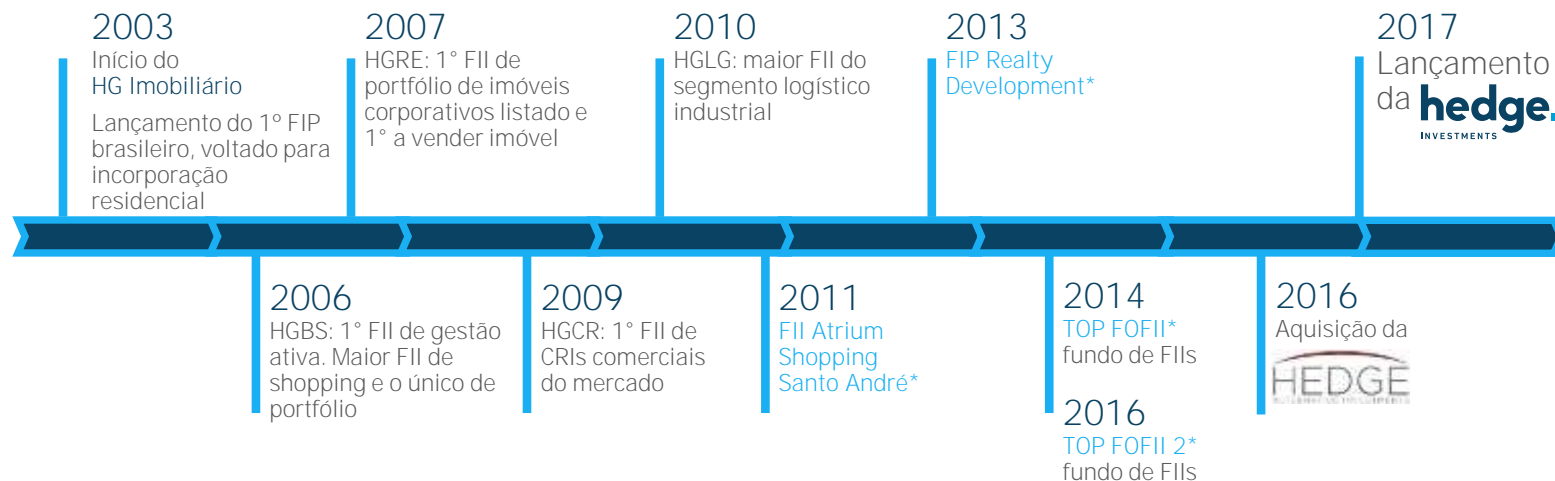 2003
Início do
HG Imobiliário
Lançamento do 1º FIP
brasileiro, voltado para
incorporação
residencial
2007
HGRE: 1° FII de
portfólio de imóveis
corporativos listado e
1° a vender imóvel
2010
HGLG: maior FII do
segmento logístico
industrial
2013
FIP Realty
Development*
2017
Lançamento
da hedge.
INVESTMENTS
2006
HGBS: 1° FII de gestão
ativa. Maior FII de
shopping e o único de
portfólio
2009
HGCR: 1° FII de
CRIs comerciais
do mercado
2011
FII Atrium
Shopping
Santo André*
2014
TOP FOFII*
fundo de FIIs
2016
TOP FOFII 2*
fundo de FIIs
2016
Aquisição da
HEDGE